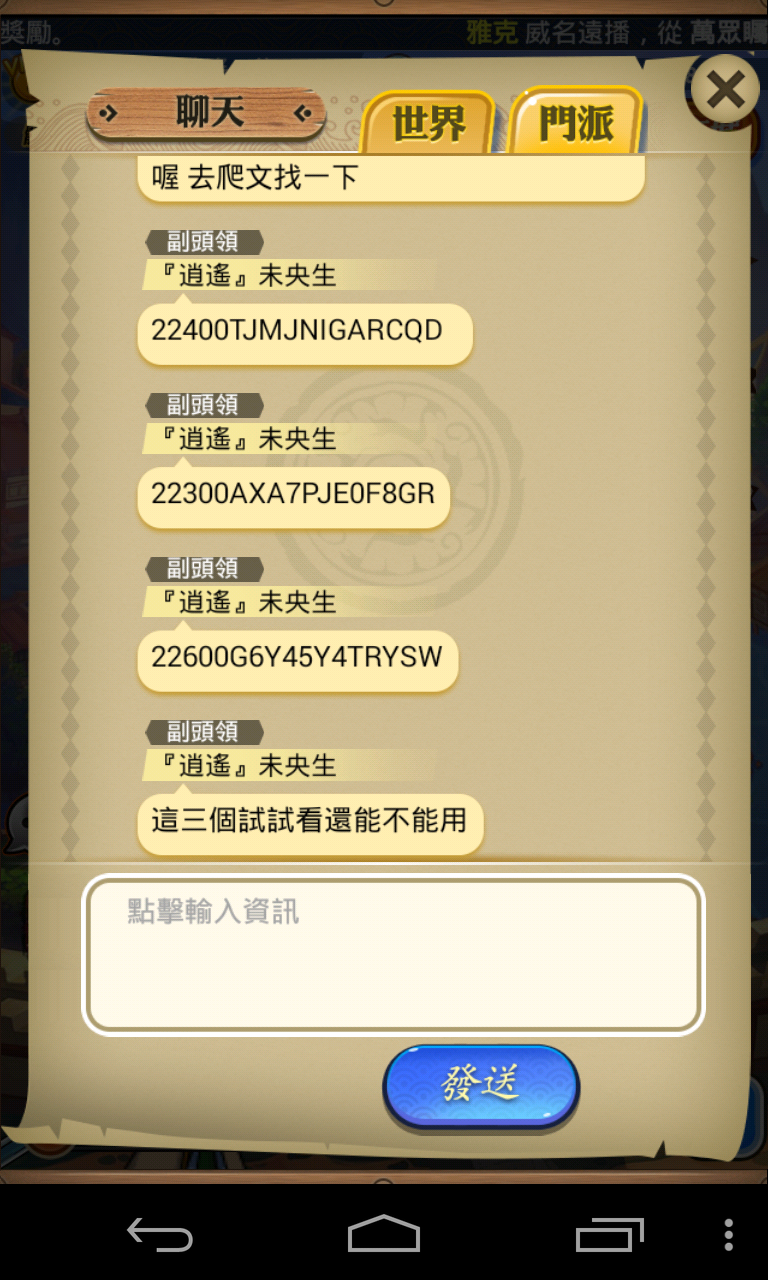 獎勵。
雅克 威名遠播，從 萬眾矚
聊天
世界
門派
喔 去爬文找一下
副頭領
『逍遙』未央生
22400TJMJNIGARCQD
副頭領
『逍遙』未央生
22300AXA7PJE0F8GR
副頭領
『逍遙』未央生
22600G6Y45Y4TRYSW
副頭領
『逍遙』未央生
這三個試試看還能不能用
點擊輸入資訊
發送